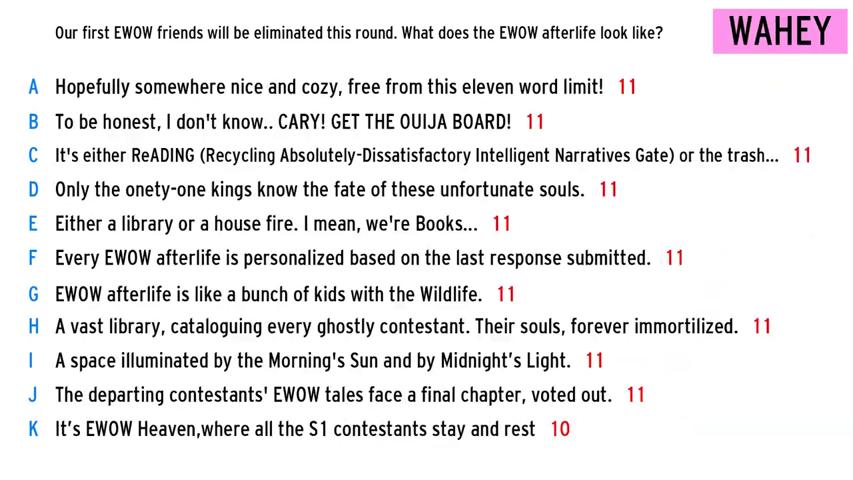 Our first EWOW friends will be eliminated this round. What does the EWOW afterlife look like?
WAHEY
A Hopefully somewhere nice and cozy, free from this eleven word limit! 11
B To be honest, I don't know.. CARY! GET THE OUIJA BOARD! 11
C It's either ReADING (Recycling Absolutely-Dissatisfactory Intelligent Narratives Gate) or the trash... 11
D Only the onety-one kings know the fate of these unfortunate souls. 11
E Either a library or a house fire. I mean, we're Books... 11
F Every EWOW afterlife is personalized based on the last response submitted. 11
G EWOW afterlife is like a bunch of kids with the Wildlife. 11
H A vast library, cataloguing every ghostly contestant. Their souls, forever immortilized. 11
I A space illuminated by the Morning's Sun and by Midnight’s Light. 11
J The departing contestants' EWOW tales face a final chapter, voted out. 11
K It’s EWOW Heaven,where all the S1 contestants stay and rest 10